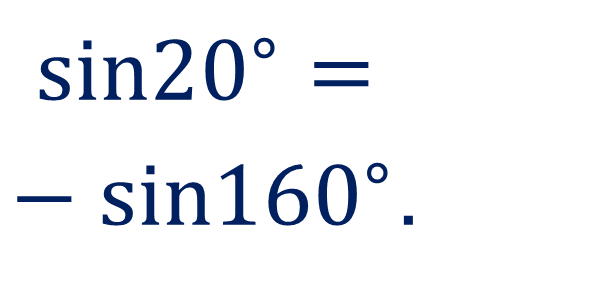 sin20° =
− sin160°.